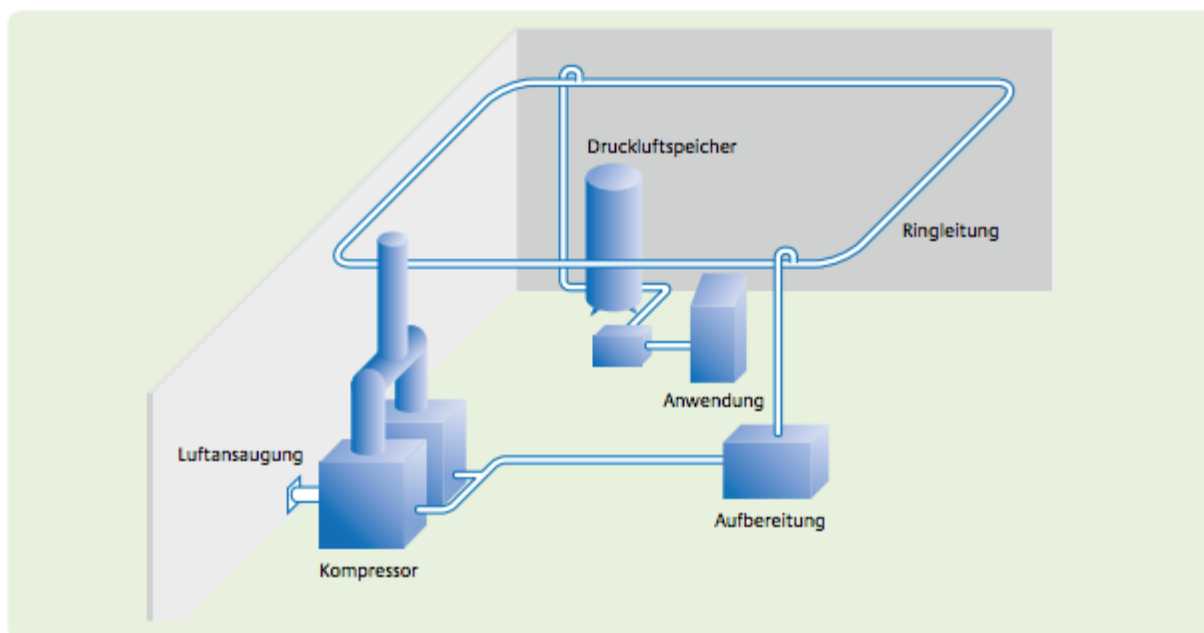 Druckluftspeicher
Ringleitung
Anwendung
Luftansaugung
Aufbereitung
Kompressor